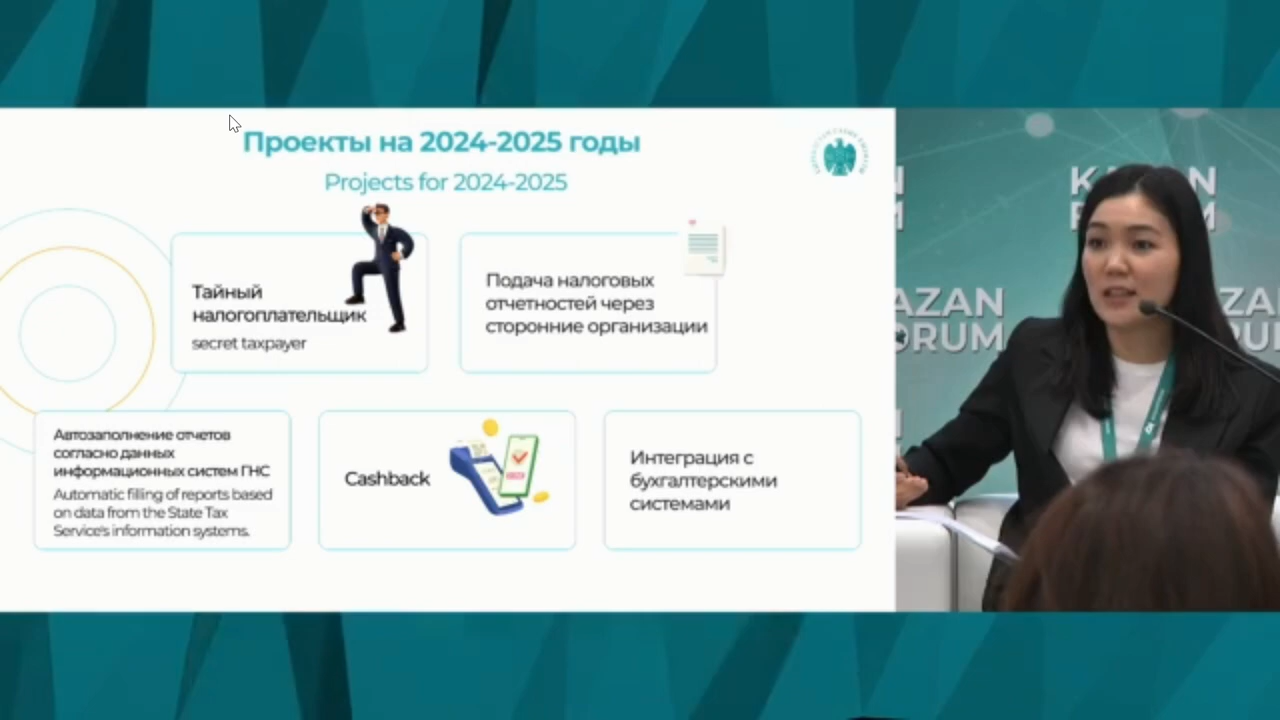 Проекты на 2024-2025 годы
Projects for 2024-2025
Тайный
налогоплательщик
secret taxpayer
Подача налоговых
отчетностей через
сторонние организации
Автозаполнение отчетов
согласно данных
информационных систем ГНС
Automatic filling of reports based
on data from the State Tax
Service's information systems.
Cashback
Интеграция с
бухгалтерскими
системами
KAZAN
FORUM
AZAN
ORUM